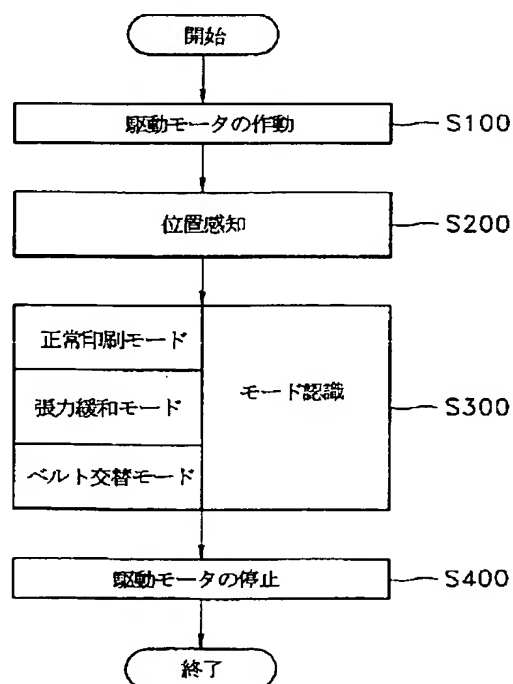 開始
駆動モータの作動
S100
位置感知
S200
正常印刷モード
張力緩和モード
ベルト交替モード
モード認識
S300
駆動モータの停止
S400
終了